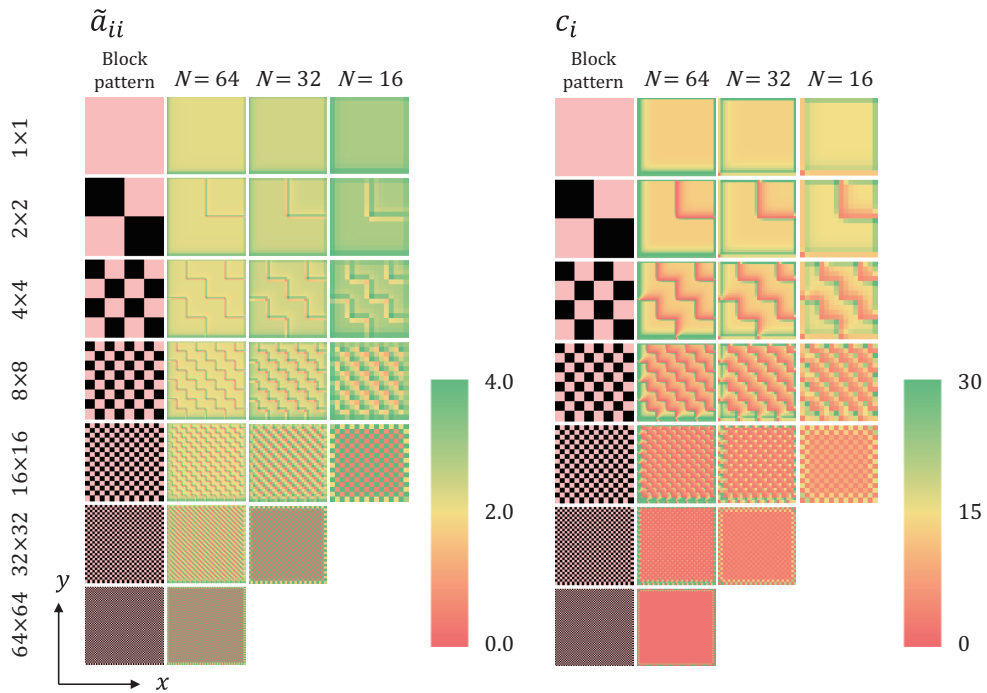 ã_ii
c_i
Block pattern
N = 64
N = 32
N = 16
Block pattern
N = 64
N = 32
N = 16
1×1
2×2
4×4
8×8
16×16
32×32
64×64
4.0
2.0
0.0
30
15
0
y
x